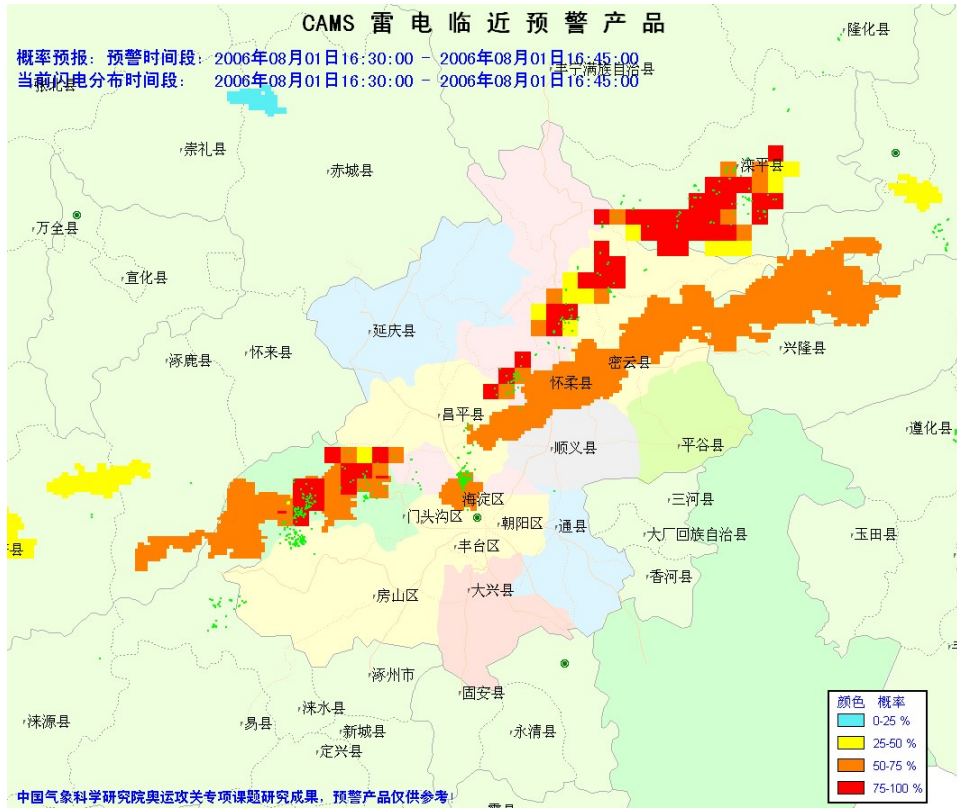 CAMS 雷 电 临 近 预 警 产 品
隆化县
概率预报: 预警时间段: 2006年08月01日16:30:00 - 2006年08月01日16:45:00
丰宁满族自治县
当前闪电分布时间段: 2006年08月01日16:30:00 - 2006年08月01日16:45:00
张北县
崇礼县
赤城县
滦平县
万全县
宣化县
延庆县
怀来县
涿鹿县
兴隆县
密云县
怀柔县
昌平县
遵化县
顺义县
平谷县
海淀区
三河县
门头沟区
朝阳区
通县
大厂回族自治县
玉田县
丰台区
香河县
大兴县
房山区
涿州市
固安县
涞水县
涞源县
易县
新城县
永清县
定兴县
颜色 概率
0-25 %
25-50 %
50-75 %
75-100 %
中国气象科学研究院奥运攻关专项课题研究成果, 预警产品仅供参考!